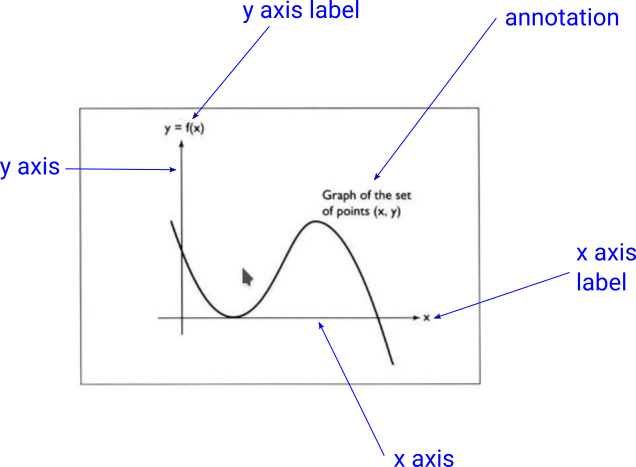 y axis label
annotation
y = f(x)
y axis
Graph of the set
of points (x, y)
x axis
label
x
x axis